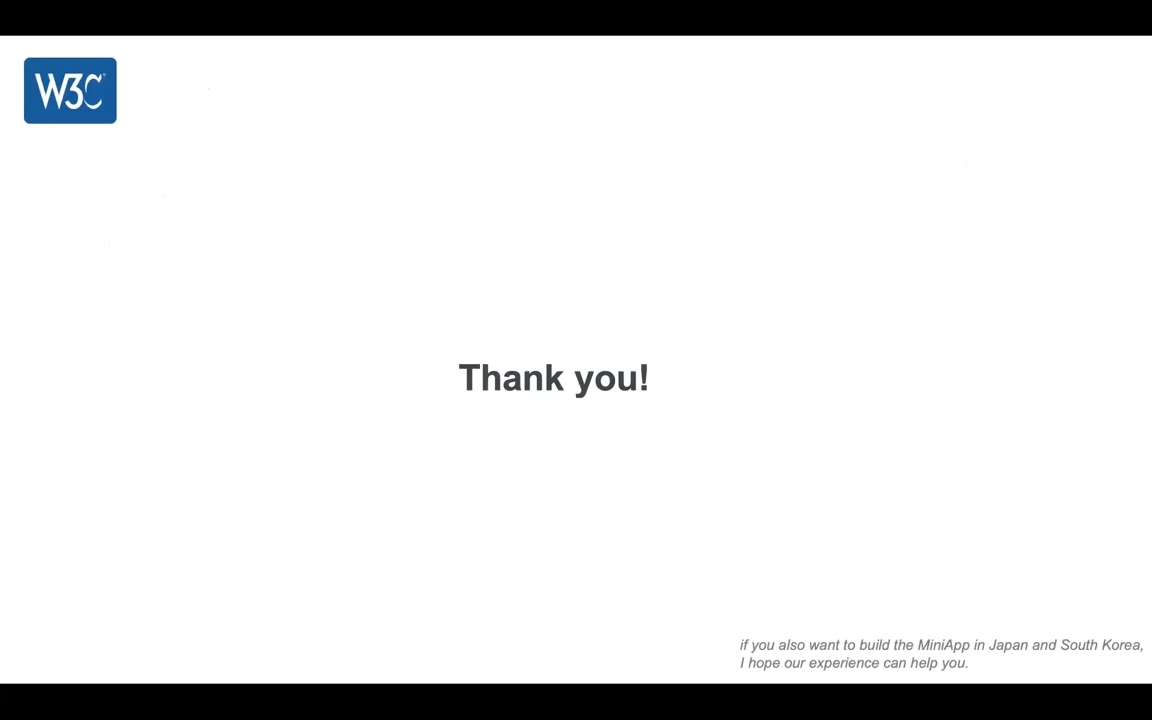 W3C
Thank you!
if you also want to build the MiniApp in Japan and South Korea,
I hope our experience can help you.